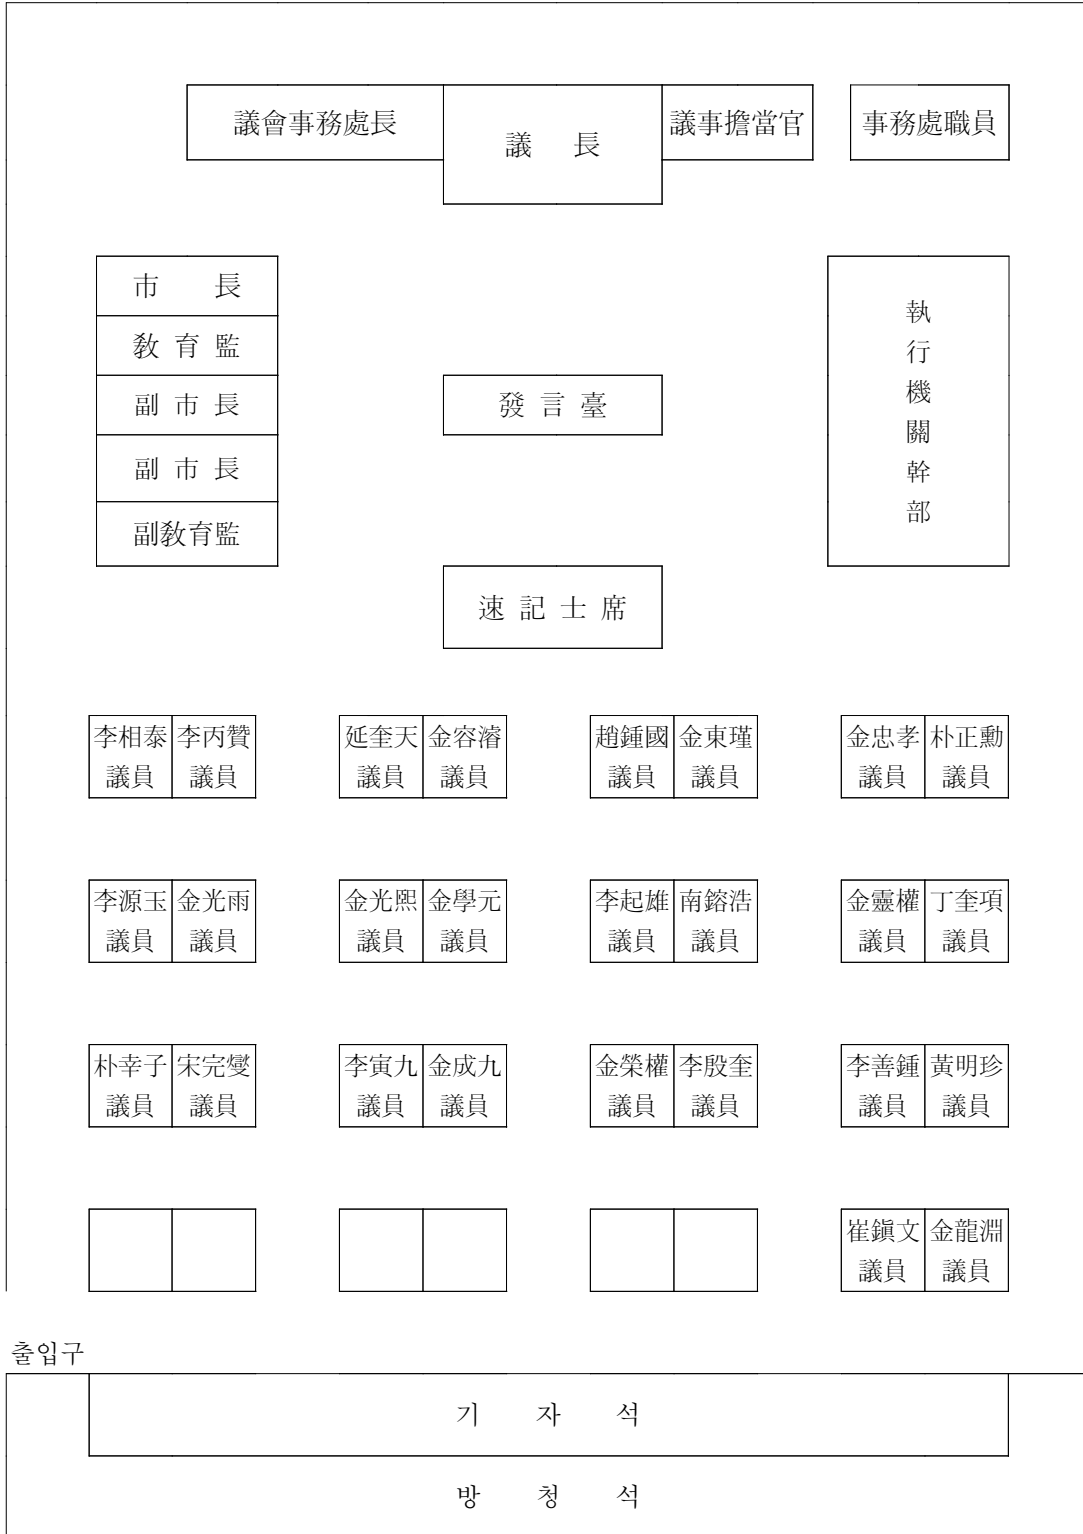 議會事務處長
議 長
議事擔當官
事務處職員
市 長
敎 育 監
副 市 長
副 市 長
副敎育監
發 言 臺
執
行
機
關
幹
部
速 記 士 席
李相泰 李丙贊 延奎天 金容濬 趙鍾國 金東瑾 金忠孝 朴正勳
議員 議員 議員 議員 議員 議員 議員 議員
李源玉 金光雨 金光熙 金學元 李起雄 南鎔浩 金靈權 丁奎項
議員 議員 議員 議員 議員 議員 議員 議員
朴幸子 宋完燮 李寅九 金成九 金榮權 李殷奎 李善鍾 黃明珍
議員 議員 議員 議員 議員 議員 議員 議員
崔鎭文 金龍淵
議員 議員
출입구
기 자 석
방 청 석